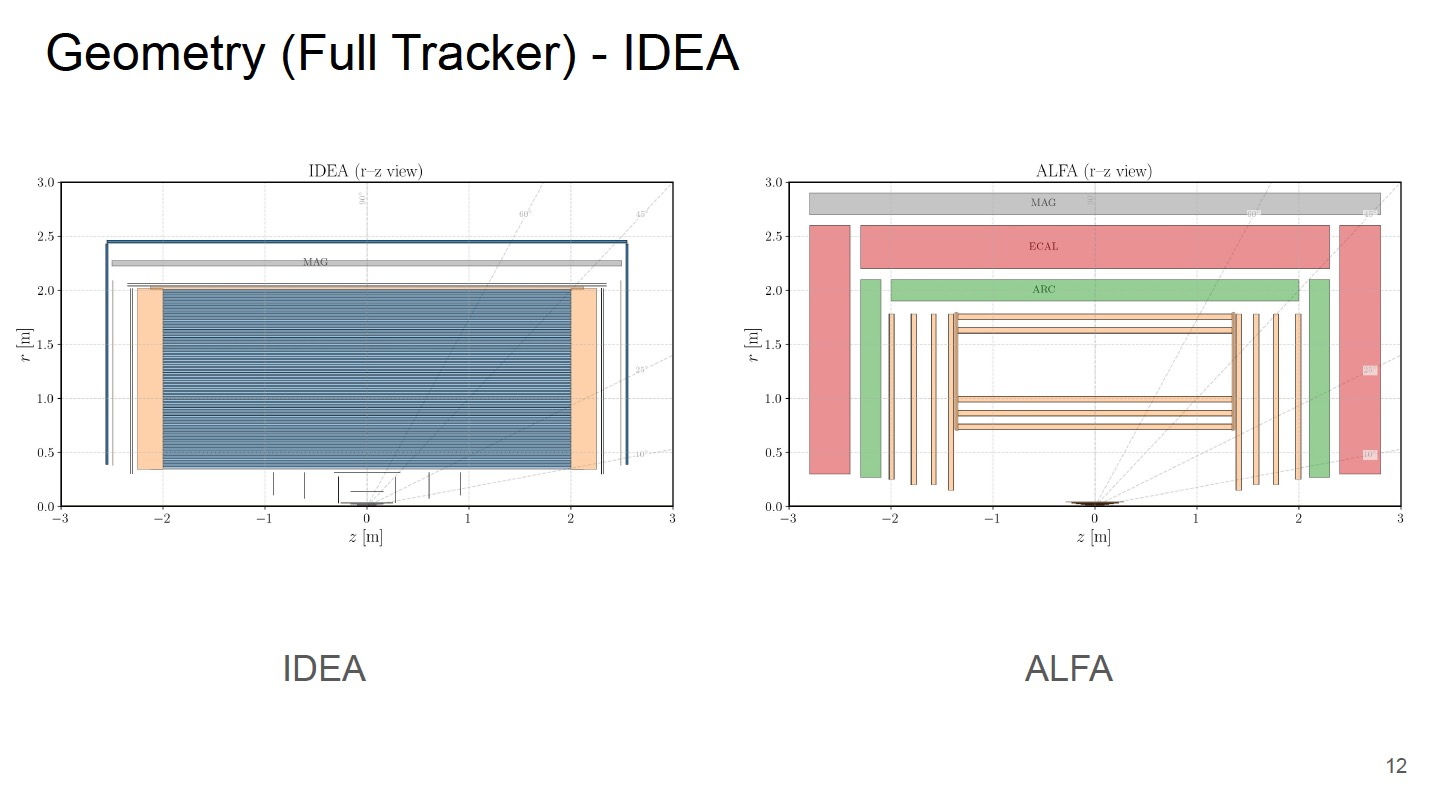 Geometry (Full Tracker) - IDEA
IDEA (r–z view)
3.0
2.5
2.0
1.5
1.0
0.5
0.0
r [m]
90°
60°
45°
25°
10°
MAG
−3
−2
−1
0
1
2
3
z [m]
ALFA (r–z view)
3.0
2.5
2.0
1.5
1.0
0.5
0.0
r [m]
MAG
ECAL
ARC
60°
45°
25°
10°
−3
−2
−1
0
1
2
3
z [m]
IDEA
ALFA
12